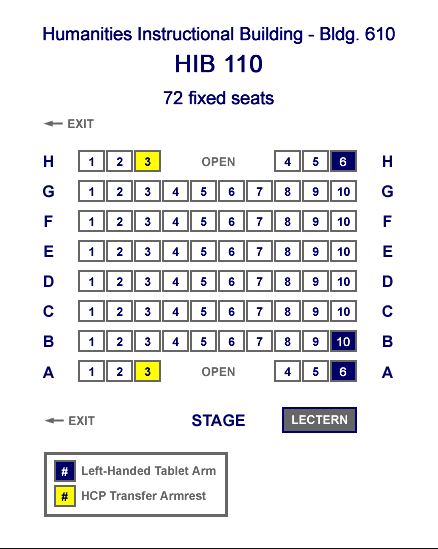 Humanities Instructional Building - Bldg. 610
HIB 110
72 fixed seats
← EXIT
H 1 2 3 OPEN 4 5 6 H
G 1 2 3 4 5 6 7 8 9 10 G
F 1 2 3 4 5 6 7 8 9 10 F
E 1 2 3 4 5 6 7 8 9 10 E
D 1 2 3 4 5 6 7 8 9 10 D
C 1 2 3 4 5 6 7 8 9 10 C
B 1 2 3 4 5 6 7 8 9 10 B
A 1 2 3 OPEN 4 5 6 A
← EXIT STAGE LECTERN
# Left-Handed Tablet Arm
# HCP Transfer Armrest